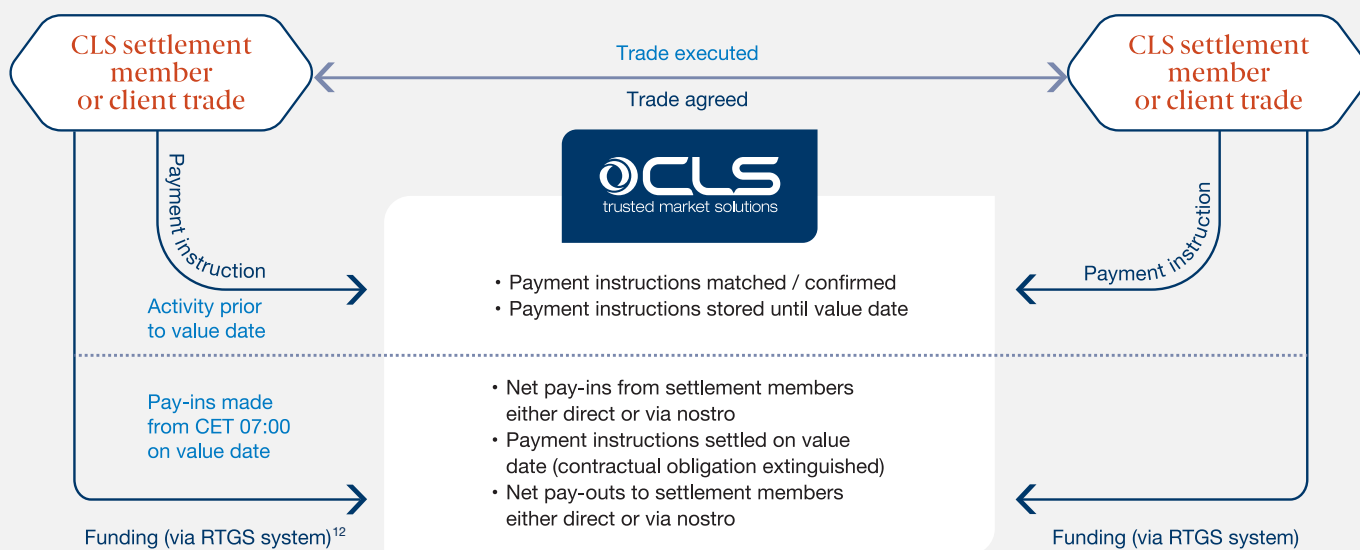 CLS settlement
member
or client trade
Trade executed
Trade agreed
CLS settlement
member
or client trade
CLS
trusted market solutions
Payment instruction
Payment instruction
• Payment instructions matched / confirmed
• Payment instructions stored until value date
Activity prior
to value date
Pay-ins made
from CET 07:00
on value date
• Net pay-ins from settlement members
either direct or via nostro
• Payment instructions settled on value
date (contractual obligation extinguished)
• Net pay-outs to settlement members
either direct or via nostro
Funding (via RTGS system)¹²
Funding (via RTGS system)